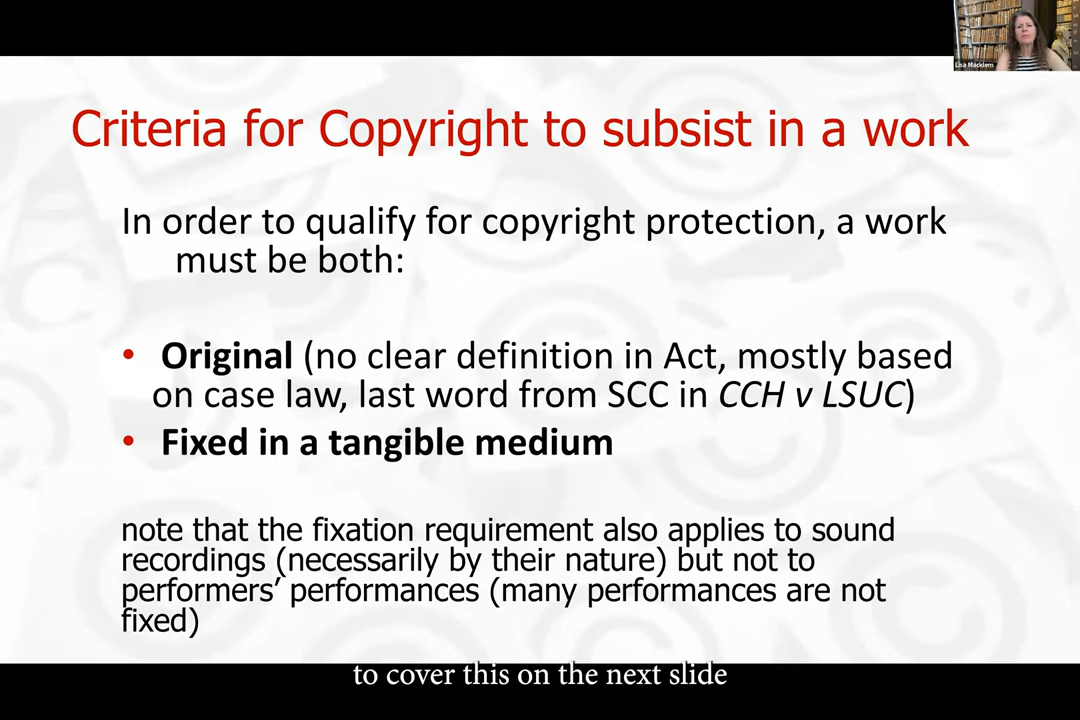 Lisa Macklem
Criteria for Copyright to subsist in a work
In order to qualify for copyright protection, a work
must be both:
• Original (no clear definition in Act, mostly based
on case law, last word from SCC in CCH v LSUC)
• Fixed in a tangible medium
note that the fixation requirement also applies to sound
recordings (necessarily by their nature) but not to
performers’ performances (many performances are not
fixed)
to cover this on the next slide